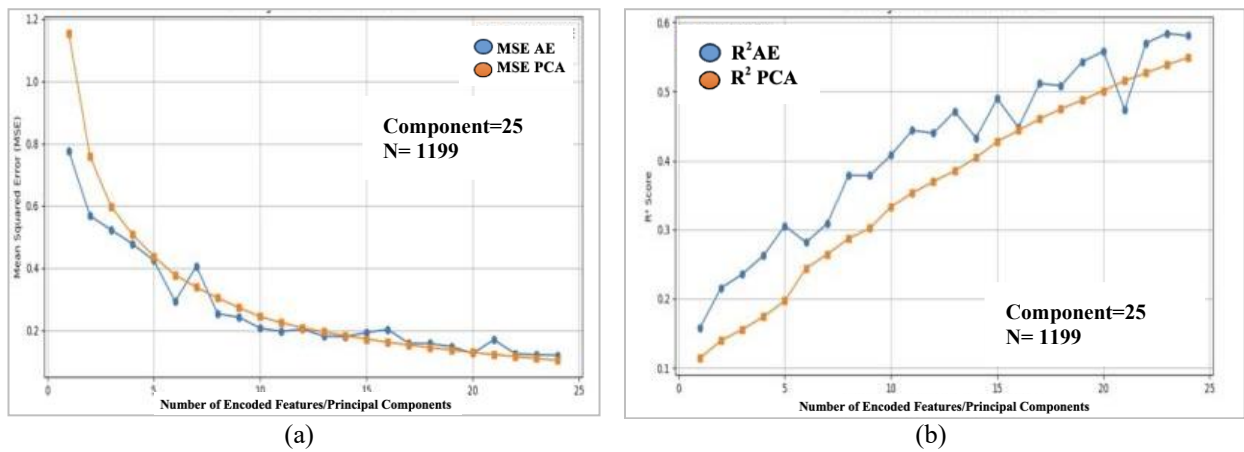 1.2
1.0
0.8
0.6
0.4
0.2
0
5
10
15
20
25
Mean Squared Error (MSE)
MSE AE
MSE PCA
Component=25
N= 1199
Number of Encoded Features/Principal Components
(a)
0.6
0.5
0.4
0.3
0.2
0.1
0
5
10
15
20
25
R² Score
R² AE
R² PCA
Component=25
N= 1199
Number of Encoded Features/Principal Components
(b)